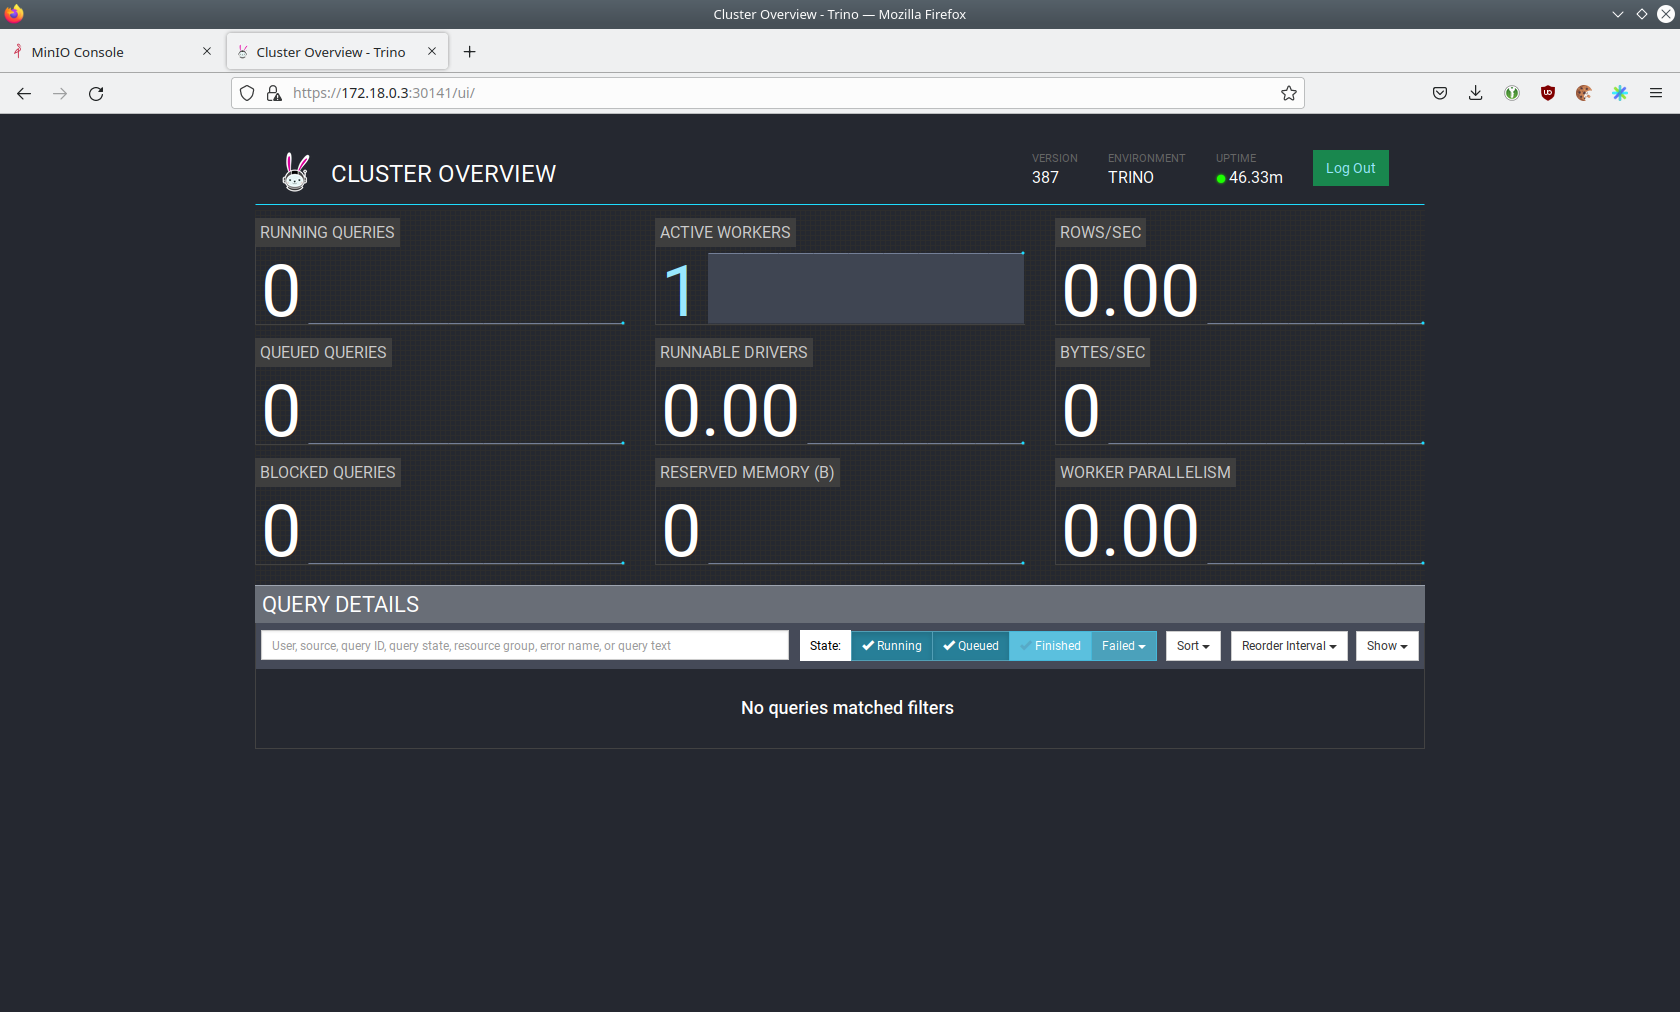 Cluster Overview - Trino — Mozilla Firefox
MinIO Console
Cluster Overview - Trino
https://172.18.0.3:30141/ui/
CLUSTER OVERVIEW
VERSION
387
ENVIRONMENT
TRINO
UPTIME
46.33m
Log Out
RUNNING QUERIES
0
ACTIVE WORKERS
1
ROWS/SEC
0.00
QUEUED QUERIES
0
RUNNABLE DRIVERS
0.00
BYTES/SEC
0
BLOCKED QUERIES
0
RESERVED MEMORY (B)
0
WORKER PARALLELISM
0.00
QUERY DETAILS
User, source, query ID, query state, resource group, error name, or query text
State:
Running
Queued
Finished
Failed
Sort
Reorder Interval
Show
No queries matched filters